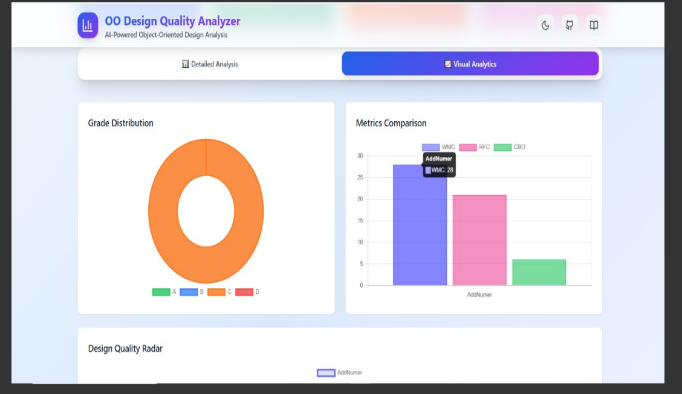 OO Design Quality Analyzer
AI-Powered Object-Oriented Design Analysis
Detailed Analysis
Visual Analytics
Grade Distribution
A B C D
Metrics Comparison
WMC RFC CBO
AddNumer
WMC: 28
30
25
20
15
10
5
0
AddNumer
Design Quality Radar
AddNumer